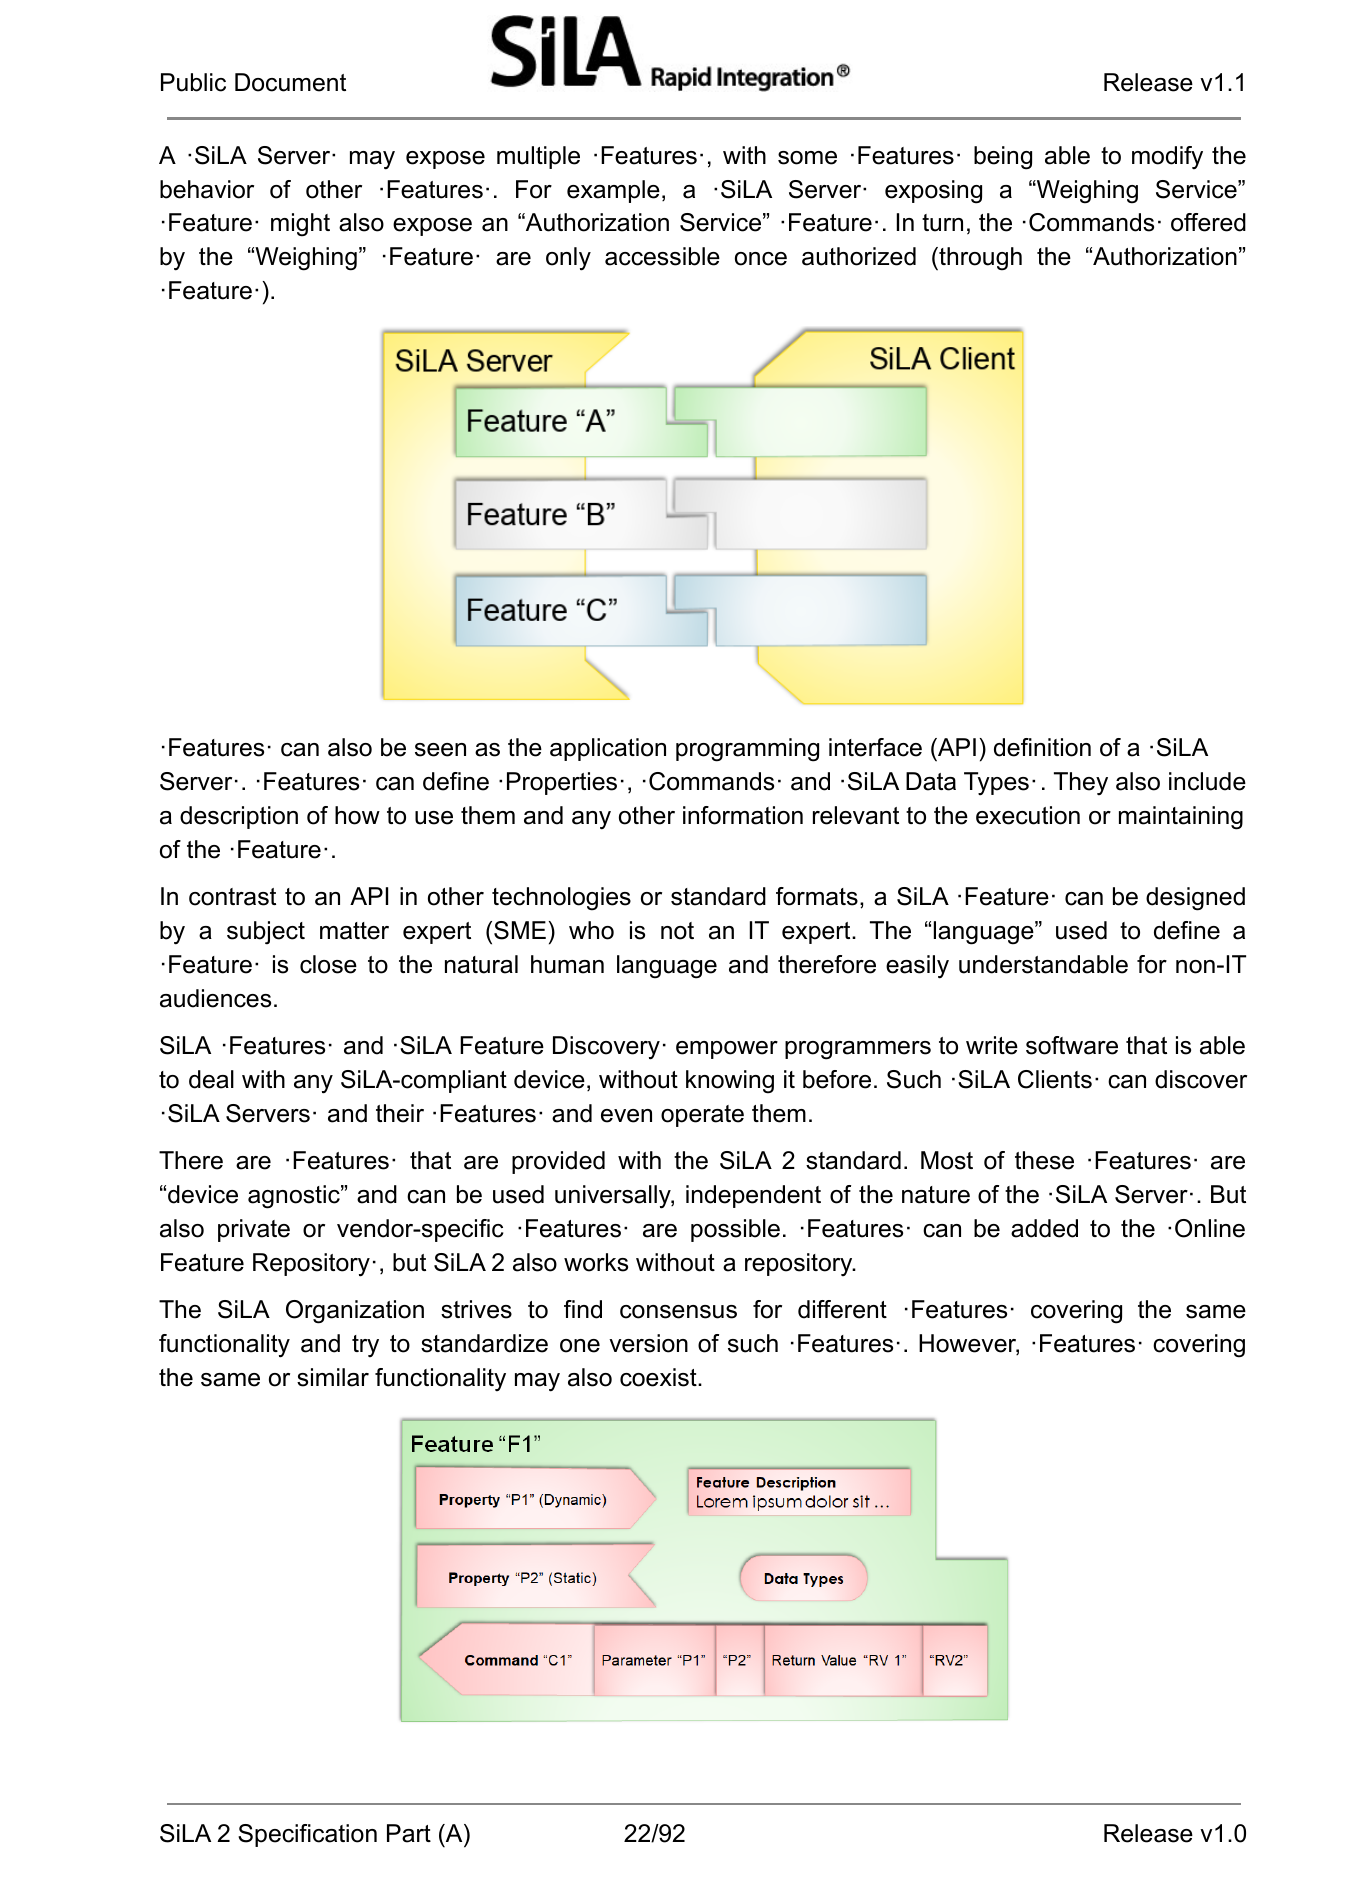 SiLA Rapid Integration®
Public Document Release v1.1
A ·SiLA Server· may expose multiple ·Features·, with some ·Features· being able to modify the
behavior of other ·Features·. For example, a ·SiLA Server· exposing a “Weighing Service”
·Feature· might also expose an “Authorization Service” ·Feature·. In turn, the ·Commands· offered
by the “Weighing” ·Feature· are only accessible once authorized (through the “Authorization”
·Feature·).
SiLA Server SiLA Client
Feature “A”
Feature “B”
Feature “C”
·Features· can also be seen as the application programming interface (API) definition of a ·SiLA
Server·. ·Features· can define ·Properties·, ·Commands· and ·SiLA Data Types·. They also include
a description of how to use them and any other information relevant to the execution or maintaining
of the ·Feature·.
In contrast to an API in other technologies or standard formats, a SiLA ·Feature· can be designed
by a subject matter expert (SME) who is not an IT expert. The “language” used to define a
·Feature· is close to the natural human language and therefore easily understandable for non-IT
audiences.
SiLA ·Features· and ·SiLA Feature Discovery· empower programmers to write software that is able
to deal with any SiLA-compliant device, without knowing it before. Such ·SiLA Clients· can discover
·SiLA Servers· and their ·Features· and even operate them.
There are ·Features· that are provided with the SiLA 2 standard. Most of these ·Features· are
“device agnostic” and can be used universally, independent of the nature of the ·SiLA Server·. But
also private or vendor-specific ·Features· are possible. ·Features· can be added to the ·Online
Feature Repository·, but SiLA 2 also works without a repository.
The SiLA Organization strives to find consensus for different ·Features· covering the same
functionality and try to standardize one version of such ·Features·. However, ·Features· covering
the same or similar functionality may also coexist.
Feature “F1”
Property “P1” (Dynamic)
Feature Description
Lorem ipsum dolor sit ...
Property “P2” (Static)
Data Types
Command “C1” Parameter “P1” “P2” Return Value “RV 1” “RV2”
SiLA 2 Specification Part (A) 22/92 Release v1.0